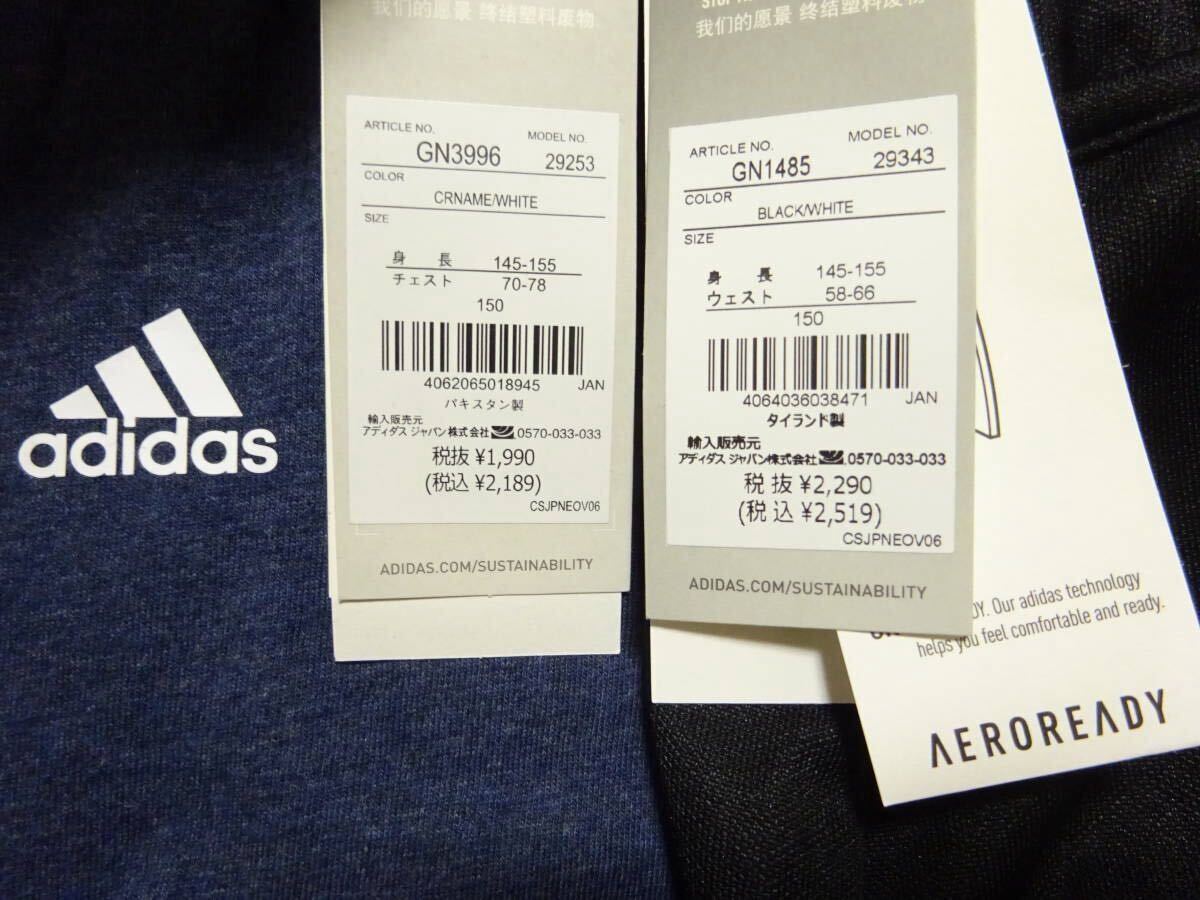 我们的愿景 终结塑料废物
ARTICLE NO.
MODEL NO.
GN3996
29253
COLOR
CRNAME/WHITE
SIZE
身 長 145-155
チェスト 70-78
150
4062065018945 JAN
パキスタン製
輸入販売元
アディダス ジャパン株式会社 0570-033-033
税抜 ¥1,990
(税込 ¥2,189)
CSJPNEOV06
ADIDAS.COM/SUSTAINABILITY
我们的愿景 终结塑料废物
ARTICLE NO.
MODEL NO.
GN1485
29343
COLOR
BLACK/WHITE
SIZE
身 長 145-155
ウェスト 58-66
150
4064036038471 JAN
タイランド製
輸入販売元
アディダス ジャパン株式会社 0570-033-033
税 抜 ¥2,290
(税 込 ¥2,519)
CSJPNEOV06
ADIDAS.COM/SUSTAINABILITY
adidas
Our adidas technology
helps you feel comfortable and ready.
AEROREADY